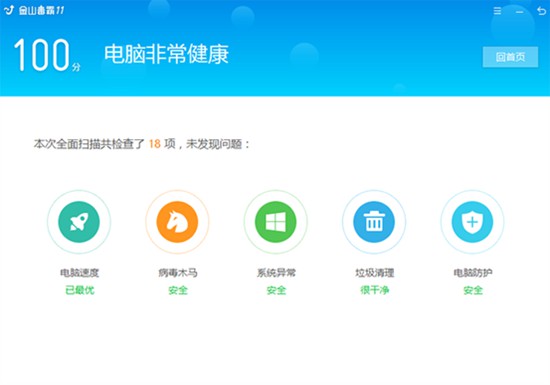 金山毒霸11
100分
电脑非常健康
回首页
本次全面扫描共检查了 18 项，未发现问题：
电脑速度
病毒木马
系统异常
垃圾清理
电脑防护
已最优
安全
安全
很干净
安全